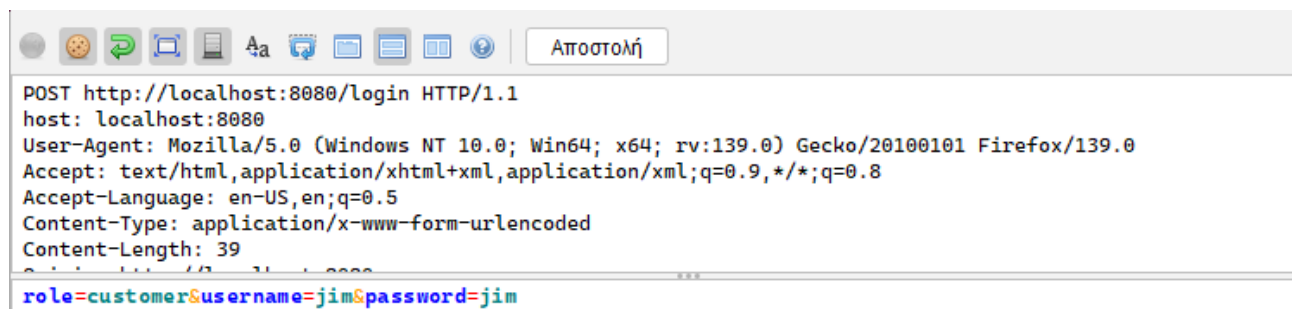 Αποστολή
POST http://localhost:8080/login HTTP/1.1
host: localhost:8080
User-Agent: Mozilla/5.0 (Windows NT 10.0; Win64; x64; rv:139.0) Gecko/20100101 Firefox/139.0
Accept: text/html,application/xhtml+xml,application/xml;q=0.9,*/*;q=0.8
Accept-Language: en-US,en;q=0.5
Content-Type: application/x-www-form-urlencoded
Content-Length: 39
role=customer&username=jim&password=jim